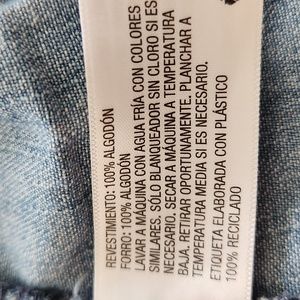 REVESTIMIENTO: 100% ALGODÓN
FORRO: 100% ALGODÓN
LAVAR A MÁQUINA CON AGUA FRÍA CON COLORES
SIMILARES. SOLO BLANQUEADOR SIN CLORO SI ES
NECESARIO. SECAR A MÁQUINA A TEMPERATURA
BAJA. RETIRAR OPORTUNAMENTE. PLANCHAR A
TEMPERATURA MEDIA SI ES NECESARIO.
ETIQUETA ELABORADA CON PLÁSTICO
100% RECICLADO